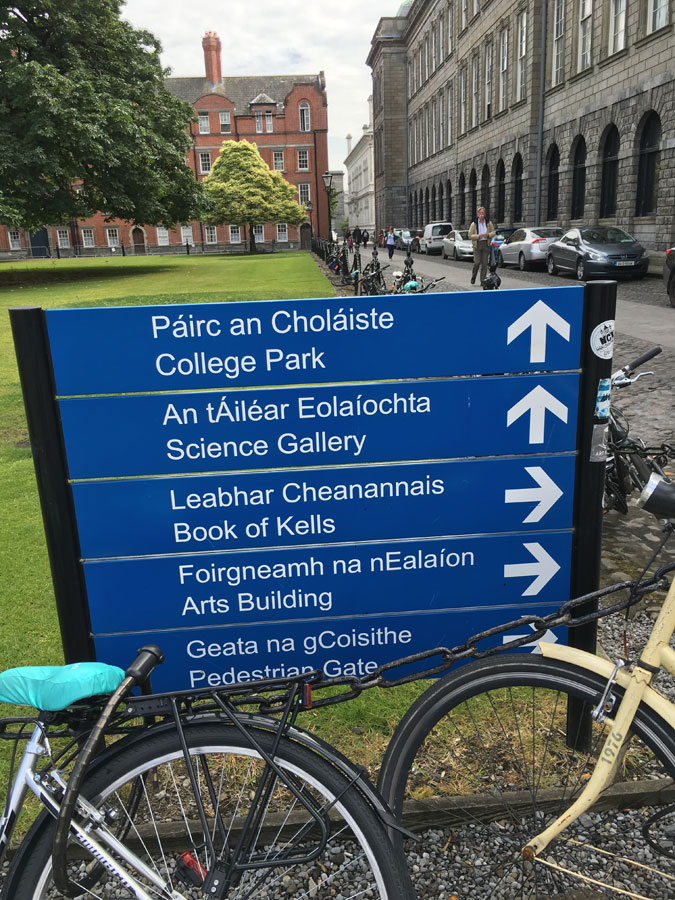 Páirc an Choláiste
College Park
An tÁiléar Eolaíochta
Science Gallery
Leabhar Cheanannais
Book of Kells
Foirgneamh na nEalaíon
Arts Building
Geata na gCoisithe
Pedestrian Gate
1976